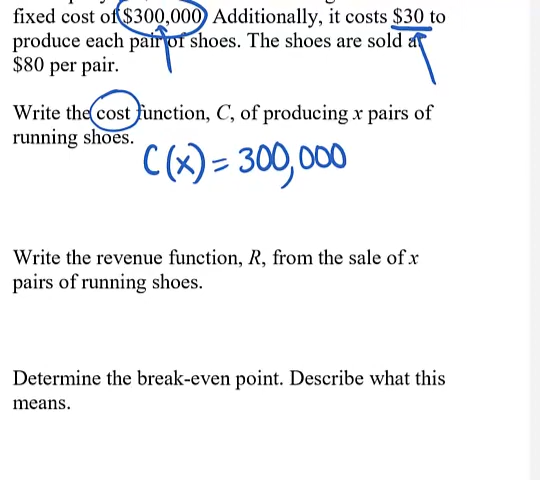 fixed cost of $300,000 Additionally, it costs $30 to
produce each pair of shoes. The shoes are sold at
$80 per pair.
Write the cost function, C, of producing x pairs of
running shoes.
C(x) = 300,000
Write the revenue function, R, from the sale of x
pairs of running shoes.
Determine the break-even point. Describe what this
means.